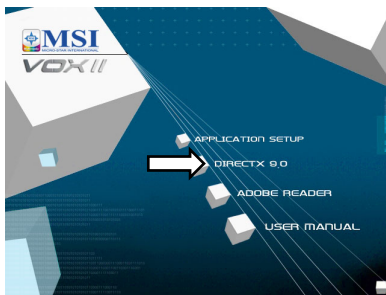 MSI
MICRO-STAR INTERNATIONAL
VOX II
APPLICATION SETUP
DIRECTX 9.0
ADOBE READER
USER MANUAL